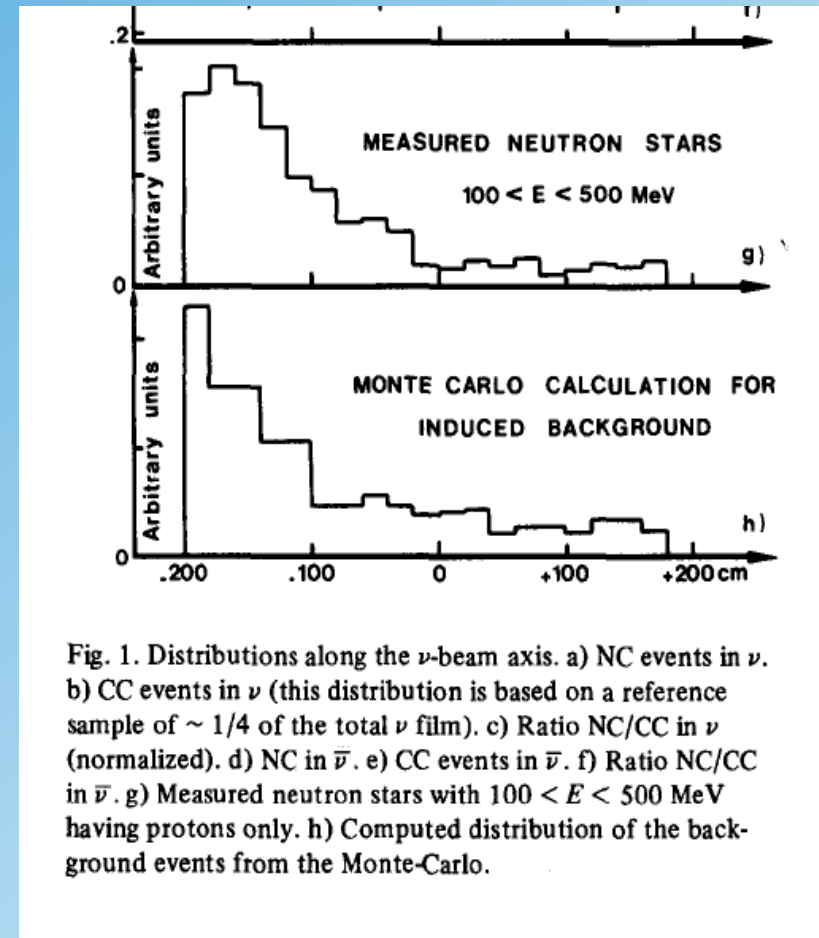 .2
f)
Arbitrary units
MEASURED NEUTRON STARS
100 < E < 500 MeV
g)
0
Arbitrary units
MONTE CARLO CALCULATION FOR
INDUCED BACKGROUND
h)
0
-200 -100 0 +100 +200 cm
Fig. 1. Distributions along the ν-beam axis. a) NC events in ν.
b) CC events in ν (this distribution is based on a reference
sample of ~ 1/4 of the total ν film). c) Ratio NC/CC in ν
(normalized). d) NC in ν̅. e) CC events in ν̅. f) Ratio NC/CC
in ν̅. g) Measured neutron stars with 100 < E < 500 MeV
having protons only. h) Computed distribution of the back-
ground events from the Monte-Carlo.